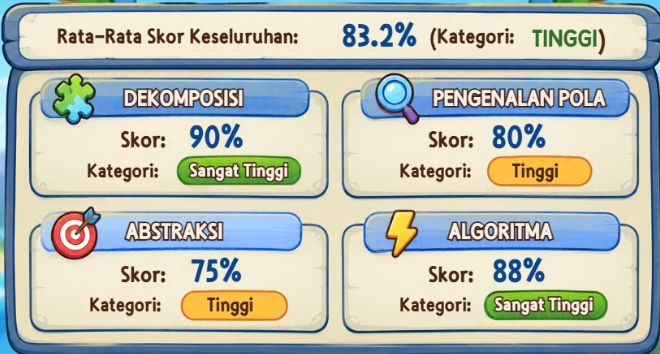 Rata-Rata Skor Keseluruhan: 83.2% (Kategori: TINGGI)
DEKOMPOSISI
Skor: 90%
Kategori: Sangat Tinggi
PENGENALAN POLA
Skor: 80%
Kategori: Tinggi
ABSTRAKSI
Skor: 75%
Kategori: Tinggi
ALGORITMA
Skor: 88%
Kategori: Sangat Tinggi